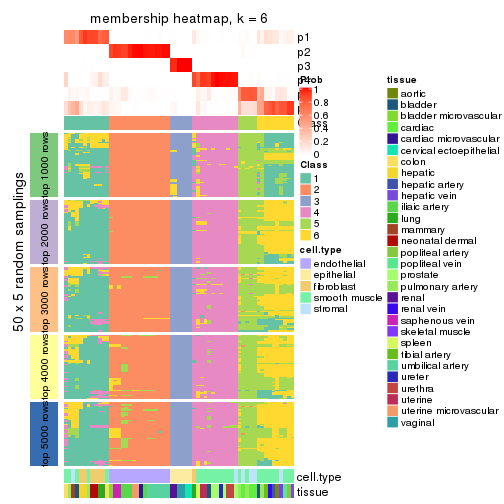 membership heatmap, k = 6
p1
p2
p3
Prob
1
0.8
0.6
0.4
0.2
0
Class
1
2
3
4
5
6
cell.type
endothelial
epithelial
fibroblast
smooth muscle
stromal
tissue
aortic
bladder
bladder microvascular
cardiac
cardiac microvascular
cervical ectoepithelial
colon
hepatic
hepatic artery
hepatic vein
iliaic artery
lung
mammary
neonatal dermal
popliteal artery
popliteal vein
prostate
pulmonary artery
renal
renal vein
saphenous vein
skeletal muscle
spleen
tibial artery
umbilical artery
ureter
urethra
uterine
uterine microvascular
vaginal
50 x 5 random samplings
top 1000 rows
top 2000 rows
top 3000 rows
top 4000 rows
top 5000 rows
cell.type
tissue